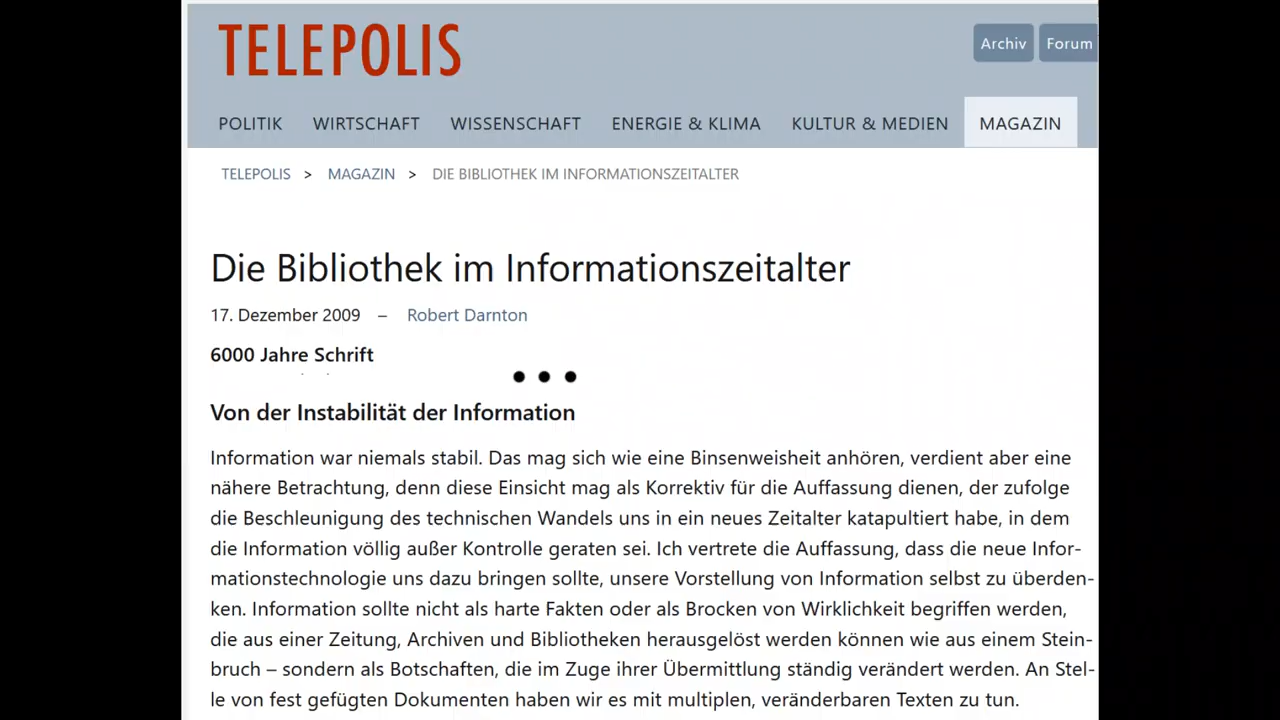 TELEPOLIS
Archiv Forum
POLITIK WIRTSCHAFT WISSENSCHAFT ENERGIE & KLIMA KULTUR & MEDIEN MAGAZIN
TELEPOLIS > MAGAZIN > DIE BIBLIOTHEK IM INFORMATIONSZEITALTER
Die Bibliothek im Informationszeitalter
17. Dezember 2009 – Robert Darnton
6000 Jahre Schrift
• • •
Von der Instabilität der Information
Information war niemals stabil. Das mag sich wie eine Binsenweisheit anhören, verdient aber eine
nähere Betrachtung, denn diese Einsicht mag als Korrektiv für die Auffassung dienen, der zufolge
die Beschleunigung des technischen Wandels uns in ein neues Zeitalter katapultiert habe, in dem
die Information völlig außer Kontrolle geraten sei. Ich vertrete die Auffassung, dass die neue Infor-
mationstechnologie uns dazu bringen sollte, unsere Vorstellung von Information selbst zu überden-
ken. Information sollte nicht als harte Fakten oder als Brocken von Wirklichkeit begriffen werden,
die aus einer Zeitung, Archiven und Bibliotheken herausgelöst werden können wie aus einem Stein-
bruch – sondern als Botschaften, die im Zuge ihrer Übermittlung ständig verändert werden. An Stel-
le von fest gefügten Dokumenten haben wir es mit multiplen, veränderbaren Texten zu tun.